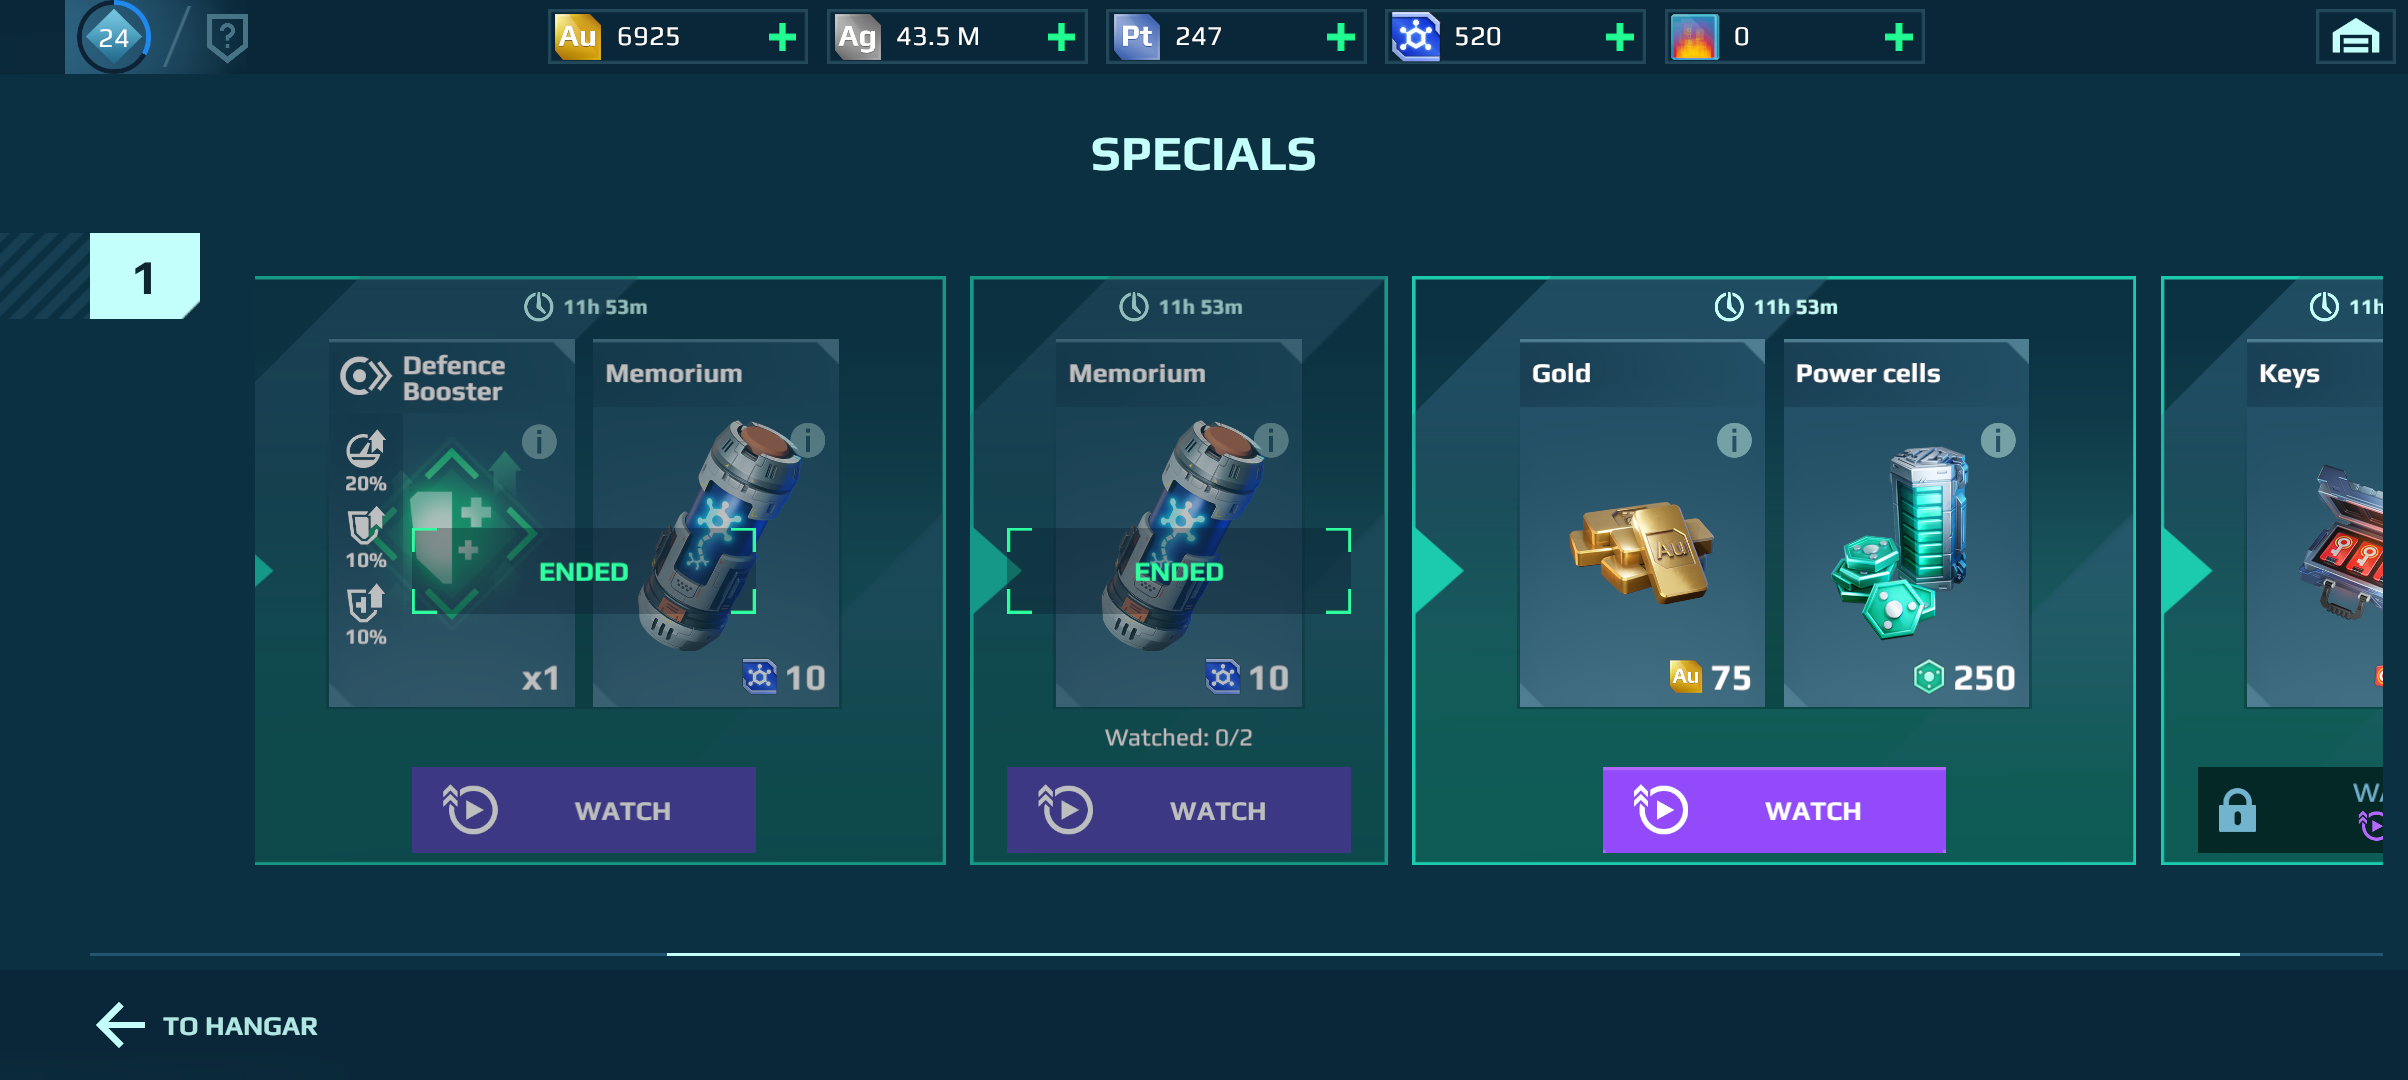 24
?
Au 6925
Ag 43.5 M
Pt 247
520
0
SPECIALS
1
11h 53m
Defence
Booster
20%
10%
10%
x1
Memorium
10
ENDED
WATCH
11h 53m
Memorium
ENDED
10
Watched: 0/2
WATCH
11h 53m
Gold
Au
Au 75
Power cells
250
WATCH
Keys
TO HANGAR